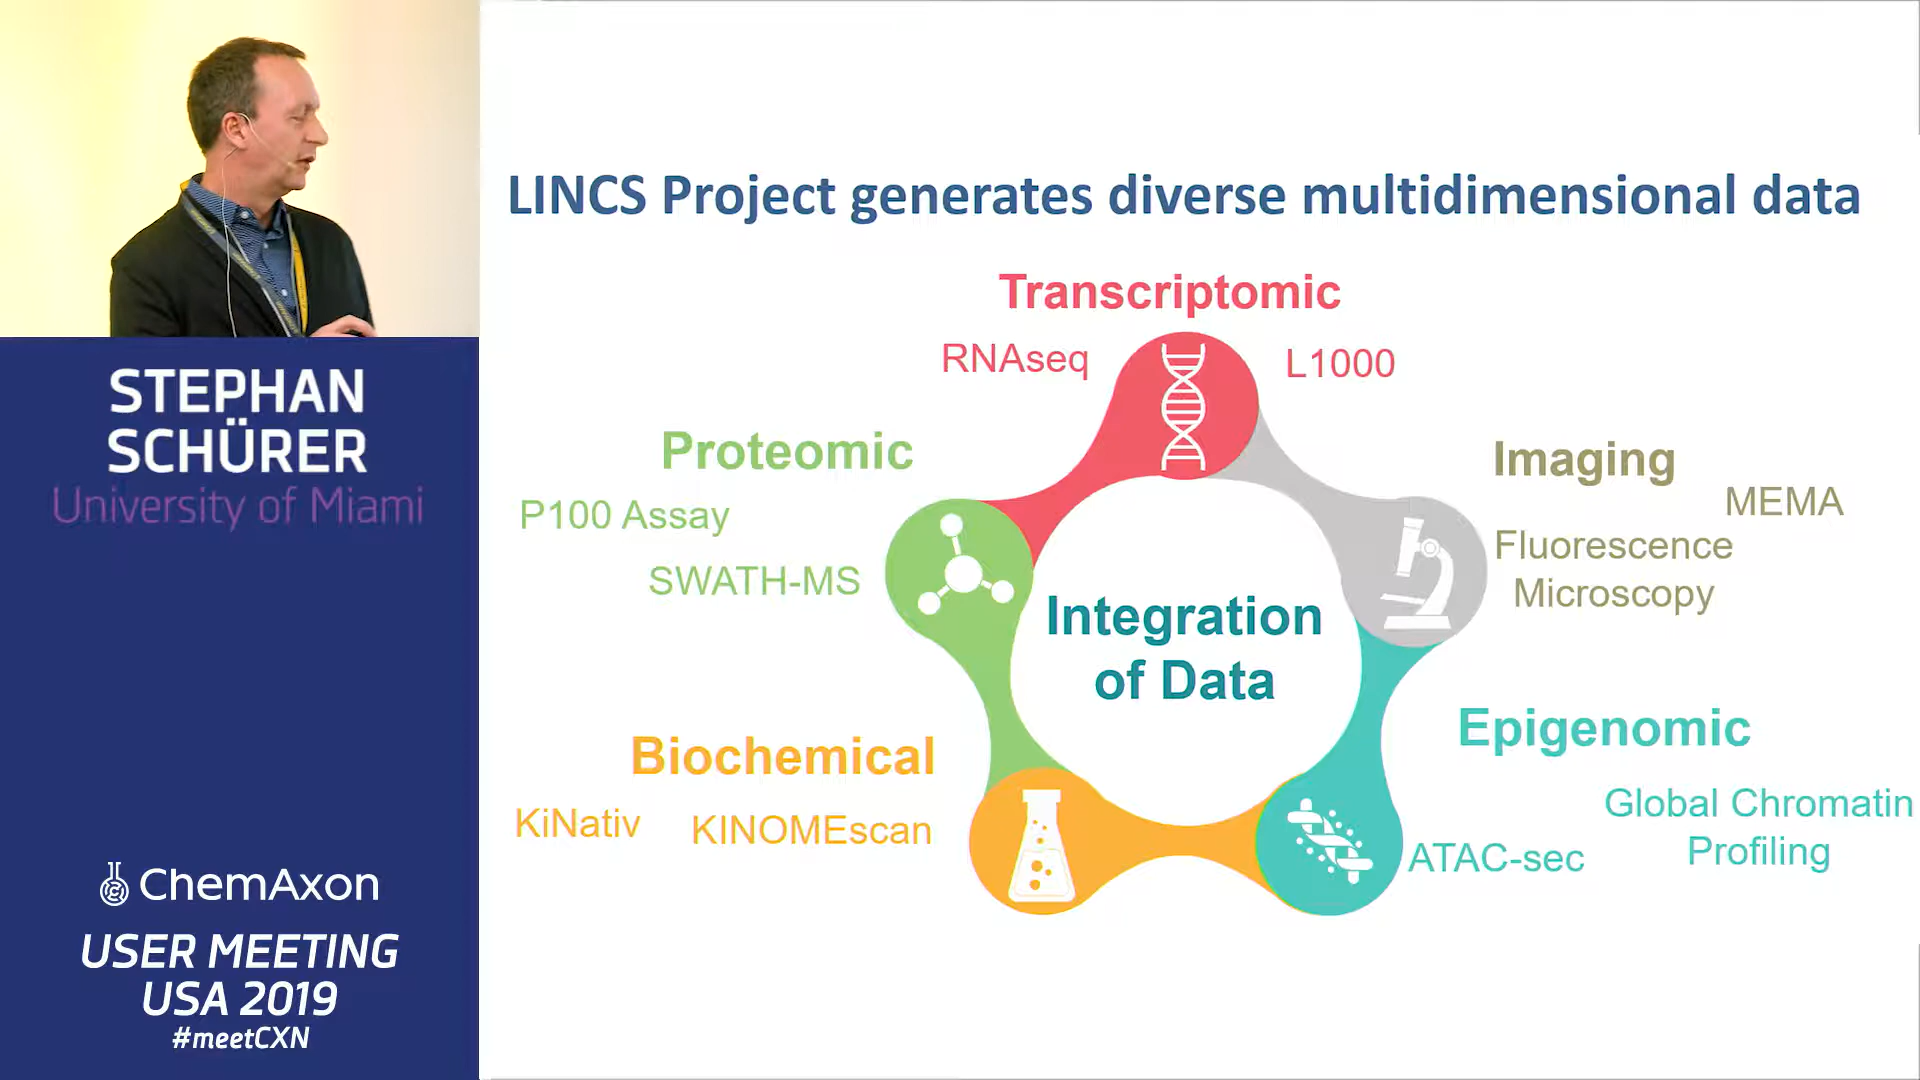 STEPHAN
SCHÜRER
University of Miami
ChemAxon
USER MEETING
USA 2019
#meetCXN
LINCS Project generates diverse multidimensional data
Transcriptomic
RNAseq
L1000
Proteomic
P100 Assay
SWATH-MS
Imaging
MEMA
Fluorescence
Microscopy
Integration
of Data
Biochemical
KiNativ
KINOMEscan
Epigenomic
Global Chromatin
Profiling
ATAC-sec